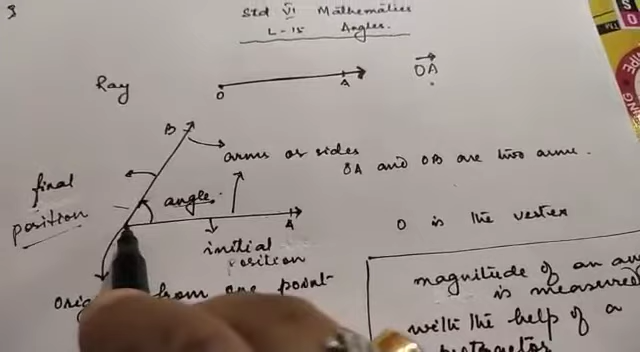 Std VI Mathematics
L-15 Angles.
Ray
O
A
OA
B
arms or sides
OA and OB are two arms.
final
position
angle
A
O is the vertex
initial
position
from one point
magnitude of an
is measured
with the help of a
protractor